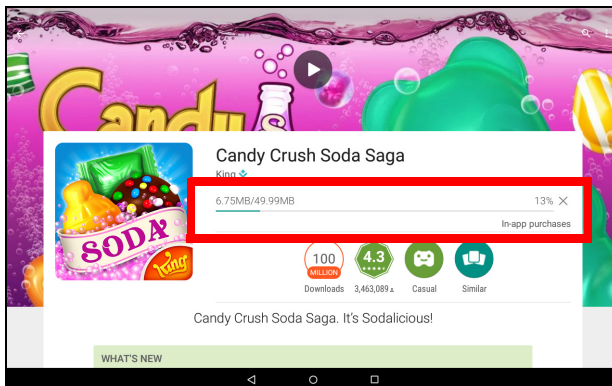 Candy
Candy Crush Soda Saga
King
6.75MB/49.99MB 13%
In-app purchases
SODA
King
100
MILLION
4.3
Downloads 3,463,089 Casual Similar
Candy Crush Soda Saga. It's Sodalicious!
WHAT'S NEW